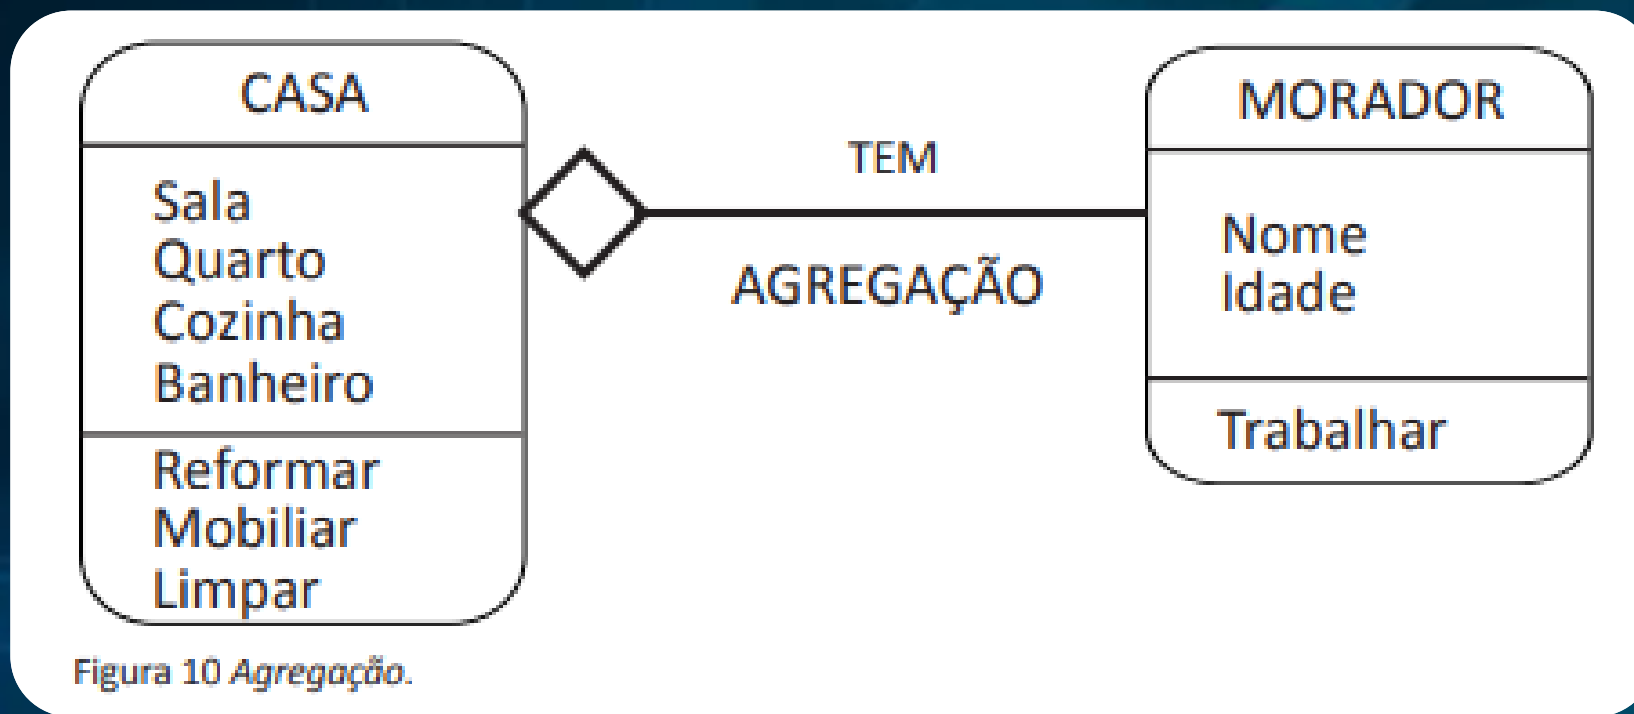 CASA
Sala
Quarto
Cozinha
Banheiro
Reformar
Mobiliar
Limpar
TEM
AGREGAÇÃO
MORADOR
Nome
Idade
Trabalhar
Figura 10 Agregação.